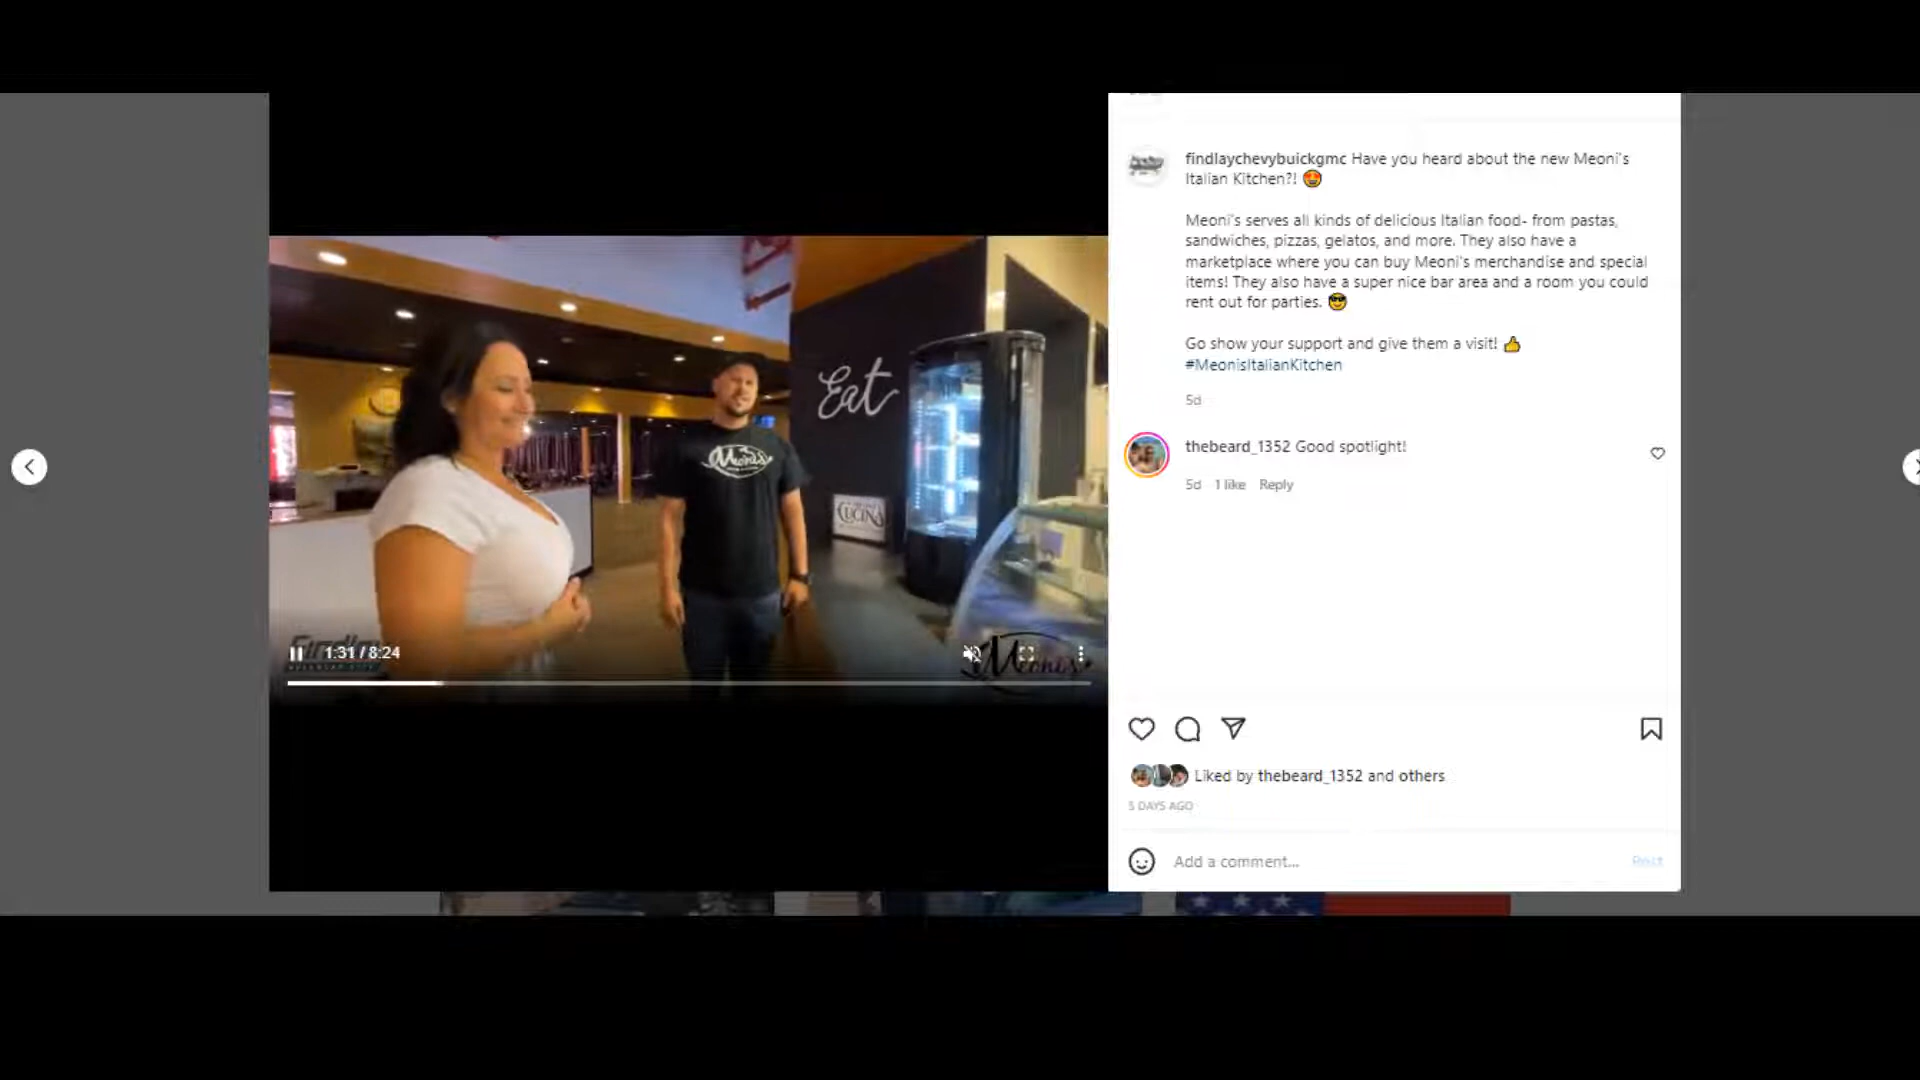 findlaychevybuickgmc Have you heard about the new Meoni's
Italian Kitchen?! 🤩
Meoni's serves all kinds of delicious Italian food- from pastas,
sandwiches, pizzas, gelatos, and more. They also have a
marketplace where you can buy Meoni's merchandise and special
items! They also have a super nice bar area and a room you could
rent out for parties. 😎
Go show your support and give them a visit! 👍
#MeonisItalianKitchen
5d
thebeard_1352 Good spotlight!
5d 1 like Reply
Eat
Meoni's
CUCINA
Findlay
1:31 / 8:24
Meoni's
Liked by thebeard_1352 and others
5 DAYS AGO
Add a comment...
Post